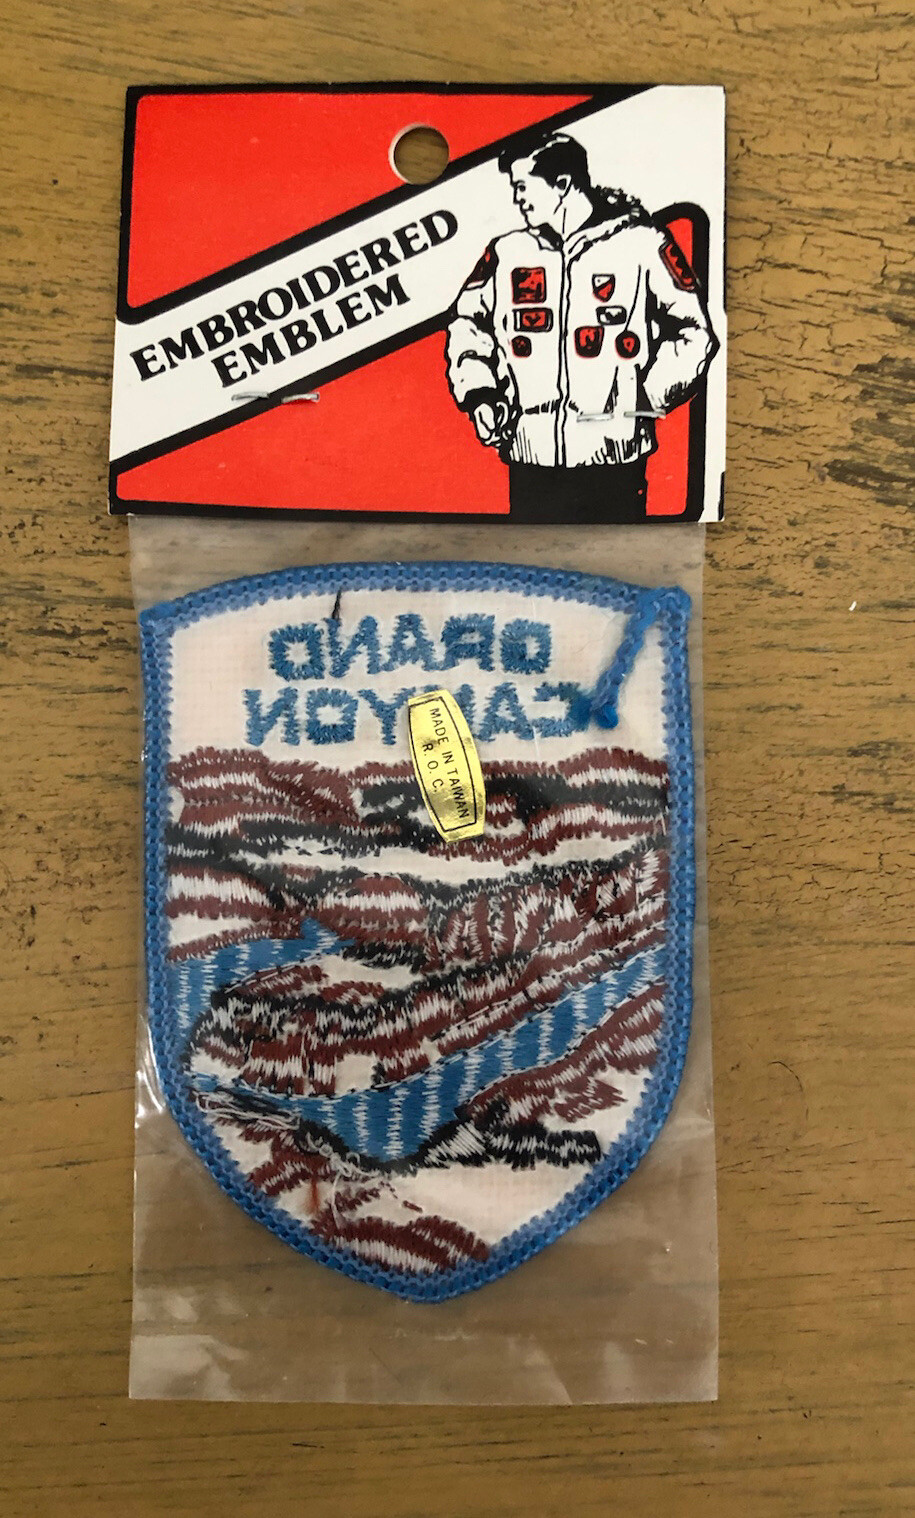 EMBROIDERED
EMBLEM
GRAND
CANYON
MADE IN TAIWAN
R. O. C.